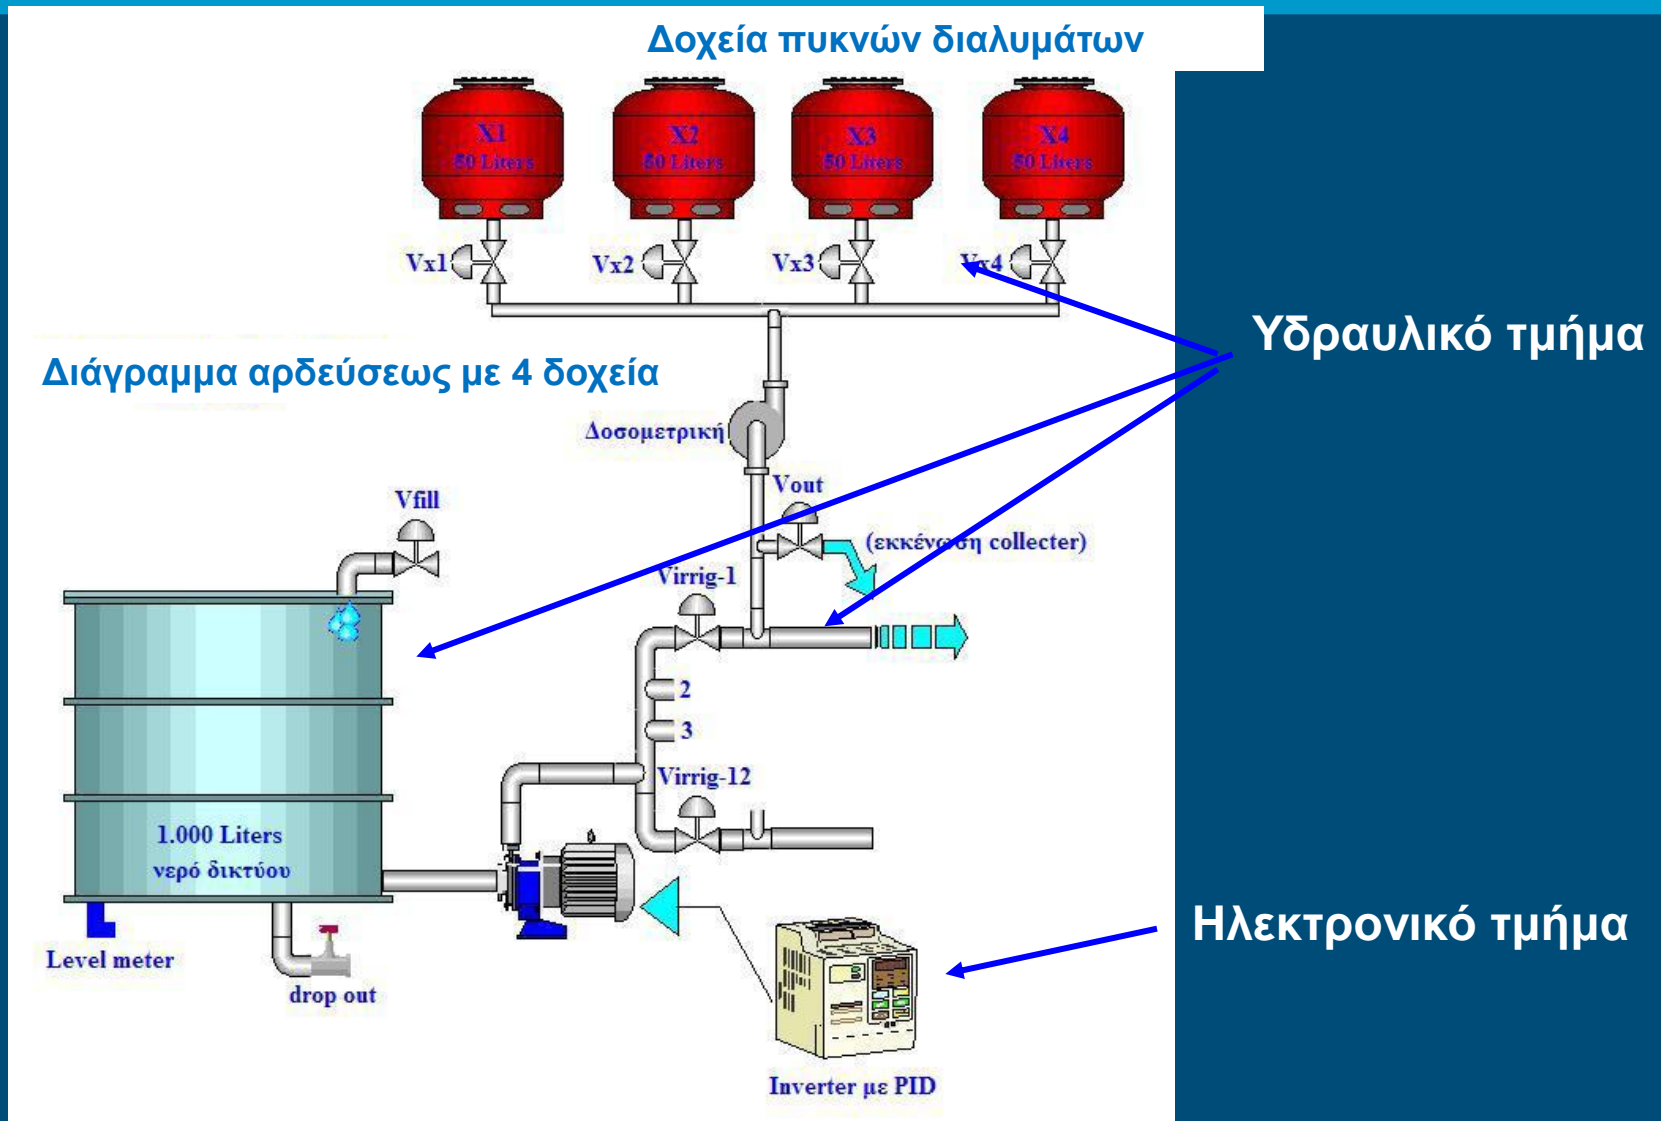 Δοχεία πυκνών διαλυμάτων
X1
50 Liters
X2
50 Liters
X3
50 Liters
X4
50 Liters
Vx1
Vx2
Vx3
Vx4
Υδραυλικό τμήμα
Διάγραμμα αρδεύσεως με 4 δοχεία
Δοσομετρική
Vout
Vfill
(εκκένωση collecter)
Virrig-1
2
3
Virrig-12
1.000 Liters
νερό δικτύου
Ηλεκτρονικό τμήμα
Level meter
drop out
Inverter με PID